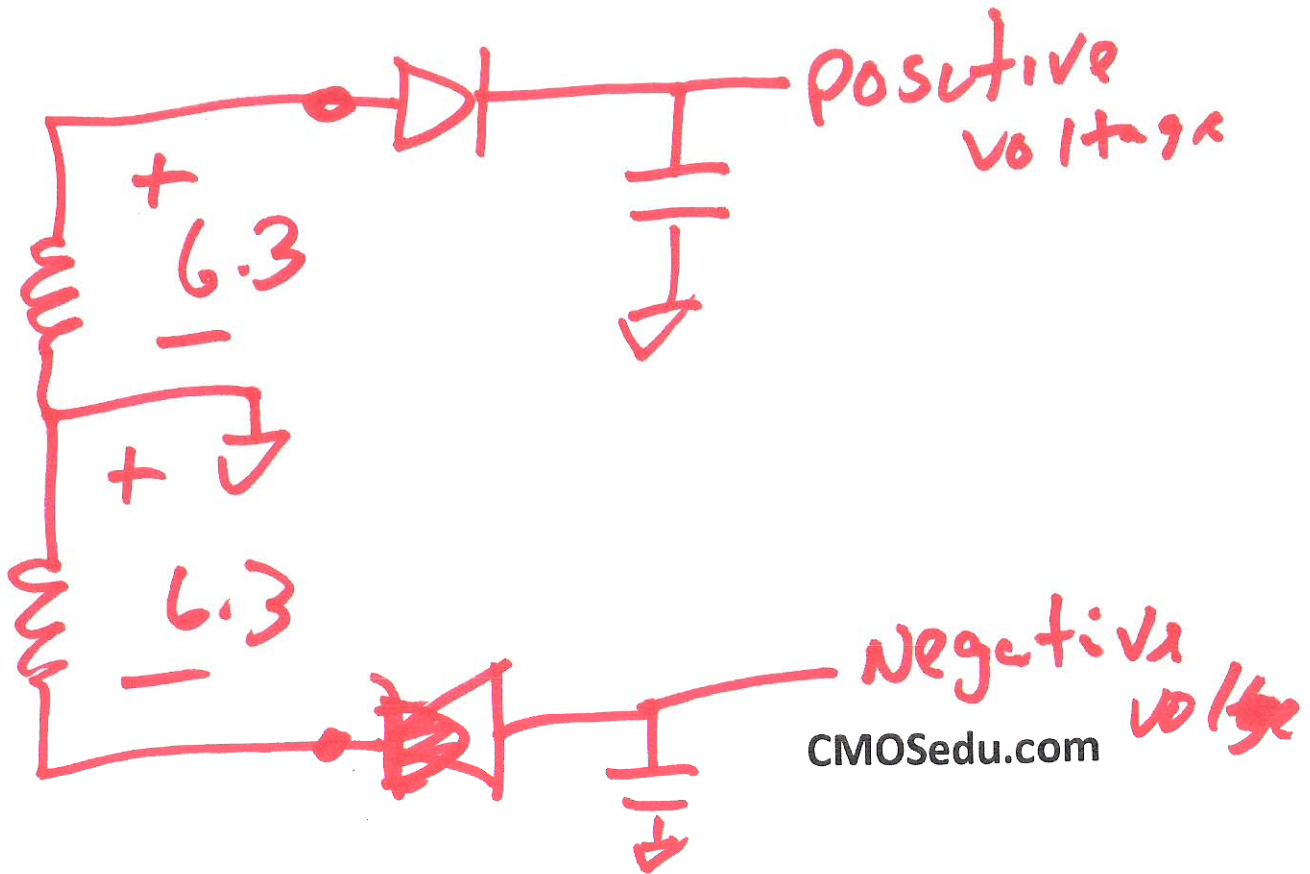 positive
voltage
+
6.3
−
+
6.3
−
Negative
voltage
CMOSedu.com